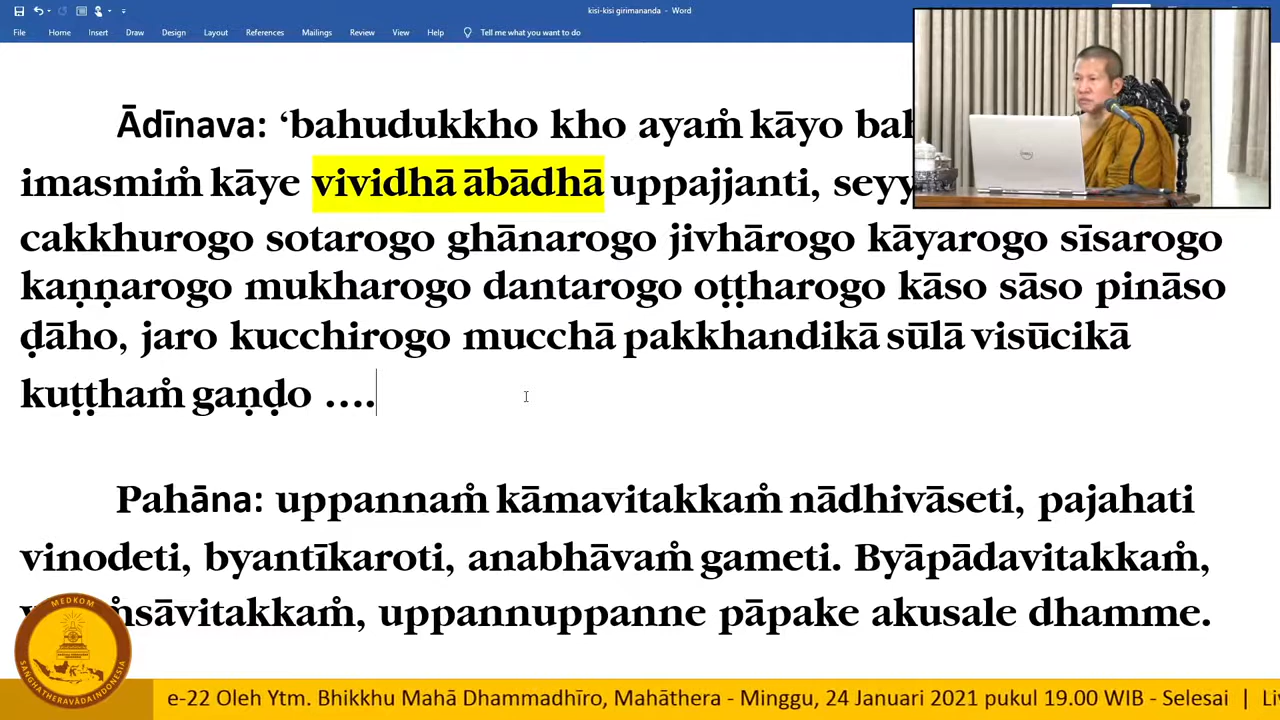 kisi-kisi girimananda - Word
File Home Insert Draw Design Layout References Mailings Review View Help Tell me what you want to do
Ādīnava: ‘bahudukkho kho ayaṁ kāyo
imasmiṁ kāye vividhā ābādhā uppajjanti,
cakkhurogo sotarogo ghānarogo jivhārogo kāyarogo sīsarogo
kaṇṇarogo mukharogo dantarogo oṭṭharogo kāso sāso pināso
ḍāho, jaro kucchirogo mucchā pakkhandikā sūlā visūcikā
kuṭṭhaṁ gaṇḍo ….
Pahāna: uppannaṁ kāmavitakkaṁ nādhivāseti, pajahati
vinodeti, byantīkaroti, anabhāvaṁ gameti. Byāpādavitakkaṁ,
uppannuppanne pāpake akusale dhamme.
MEDKOM
SAṄGHA THERAVĀDA INDONESIA
e-22 Oleh Ytm. Bhikkhu Mahā Dhammadhīro, Mahāthera - Minggu, 24 Januari 2021 pukul 19.00 WIB - Selesai |
DELL